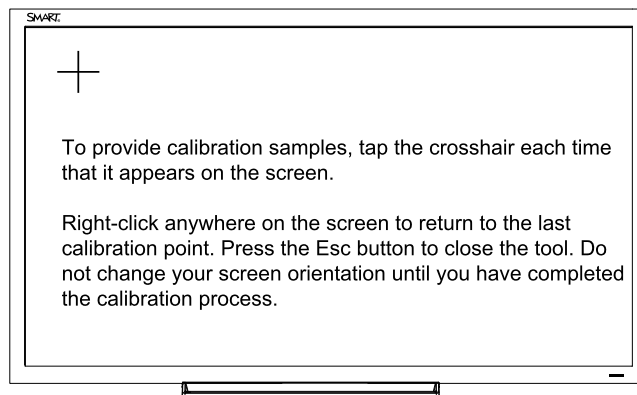 SMART
To provide calibration samples, tap the crosshair each time
that it appears on the screen.
Right-click anywhere on the screen to return to the last
calibration point. Press the Esc button to close the tool. Do
not change your screen orientation until you have completed
the calibration process.